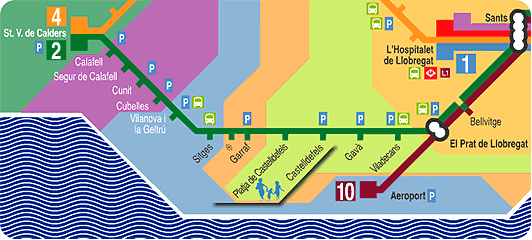 4
St. V. de Calders
P 2
Calafell
Segur de Calafell
Cunit
Cubelles
Vilanova i
la Geltrú
P
P
P
P
P
Sitges
Garraf
P
Platja de Castelldefels
Castelldefels
P
Gavà
P
Viladecans
P
P
Sants
L'Hospitalet
de Llobregat
L1
1
Bellvitge
El Prat de Llobregat
10
Aeroport P